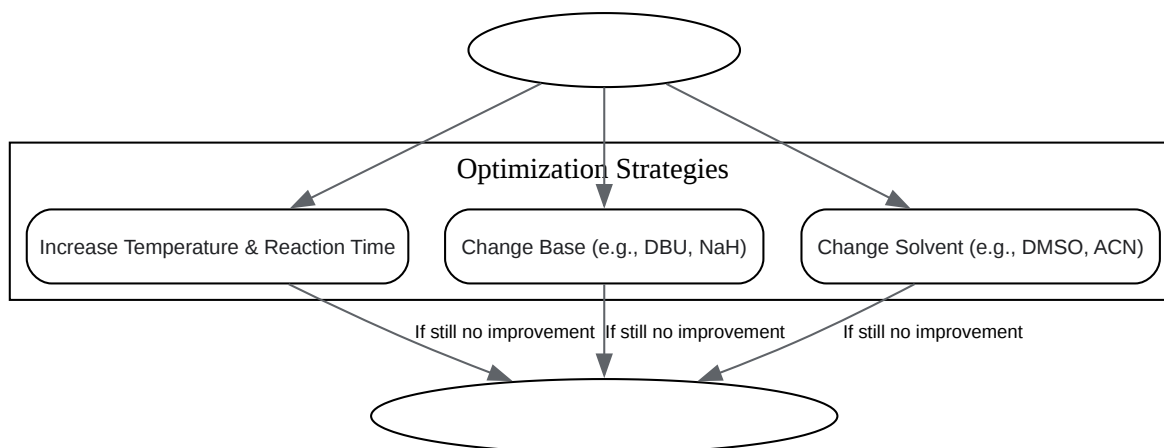 Optimization Strategies
Increase Temperature & Reaction Time
Change Base (e.g., DBU, NaH)
Change Solvent (e.g., DMSO, ACN)
If still no improvement
If still no improvement
If still no improvement